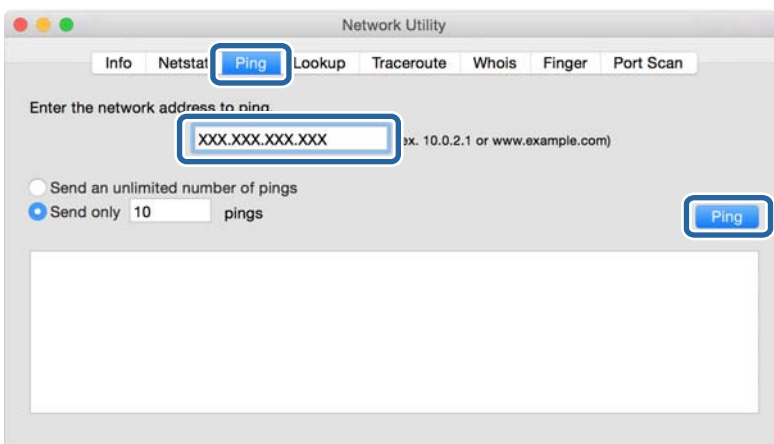 Network Utility
Info Netstat Ping Lookup Traceroute Whois Finger Port Scan
Enter the network address to ping.
XXX.XXX.XXX.XXX ex. 10.0.2.1 or www.example.com)
Send an unlimited number of pings
Send only 10 pings
Ping